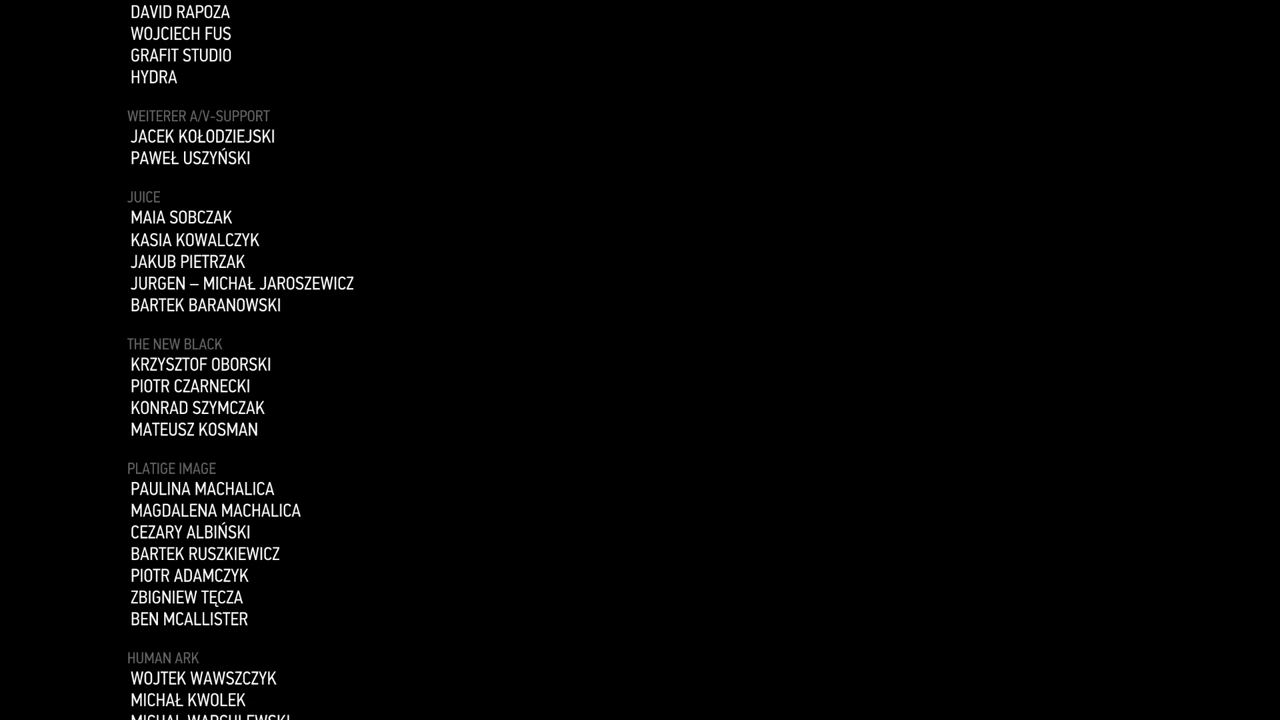 DAVID RAPOZA
WOJCIECH FUS
GRAFIT STUDIO
HYDRA
WEITERER A/V-SUPPORT
JACEK KOŁODZIEJSKI
PAWEŁ USZYŃSKI
JUICE
MAIA SOBCZAK
KASIA KOWALCZYK
JAKUB PIETRZAK
JURGEN – MICHAŁ JAROSZEWICZ
BARTEK BARANOWSKI
THE NEW BLACK
KRZYSZTOF OBORSKI
PIOTR CZARNECKI
KONRAD SZYMCZAK
MATEUSZ KOSMAN
PLATIGE IMAGE
PAULINA MACHALICA
MAGDALENA MACHALICA
CEZARY ALBIŃSKI
BARTEK RUSZKIEWICZ
PIOTR ADAMCZYK
ZBIGNIEW TĘCZA
BEN MCALLISTER
HUMAN ARK
WOJTEK WAWSZCZYK
MICHAŁ KWOLEK